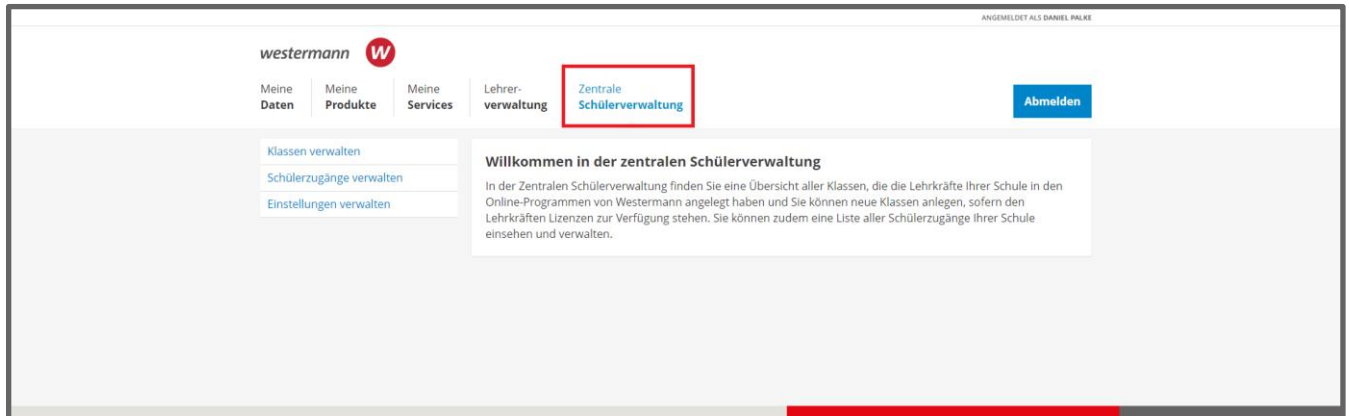 ANGEMELDET ALS DANIEL PALKE
westermann W
Meine Daten
Meine Produkte
Meine Services
Lehrer-verwaltung
Zentrale Schülerverwaltung
Abmelden
Klassen verwalten
Schülerzugänge verwalten
Einstellungen verwalten
Willkommen in der zentralen Schülerverwaltung
In der Zentralen Schülerverwaltung finden Sie eine Übersicht aller Klassen, die die Lehrkräfte Ihrer Schule in den
Online-Programmen von Westermann angelegt haben und Sie können neue Klassen anlegen, sofern den
Lehrkräften Lizenzen zur Verfügung stehen. Sie können zudem eine Liste aller Schülerzugänge Ihrer Schule
einsehen und verwalten.